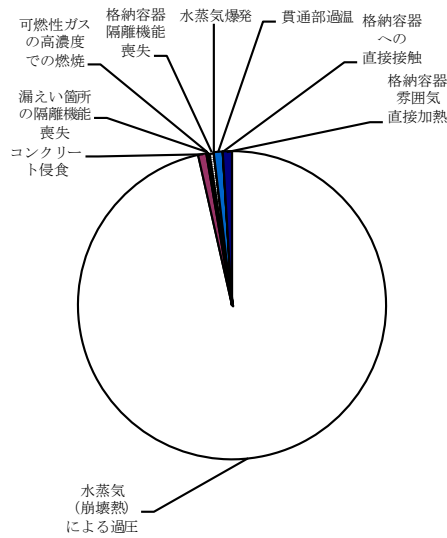 可燃性ガス
の高濃度
での燃焼
格納容器
隔離機能
喪失
水蒸気爆発
貫通部過温
格納容器
への
直接接触
格納容器
雰囲気
直接加熱
漏えい箇所
の隔離機能
喪失
コンクリー
ト侵食
水蒸気
(崩壊熱)
による過圧